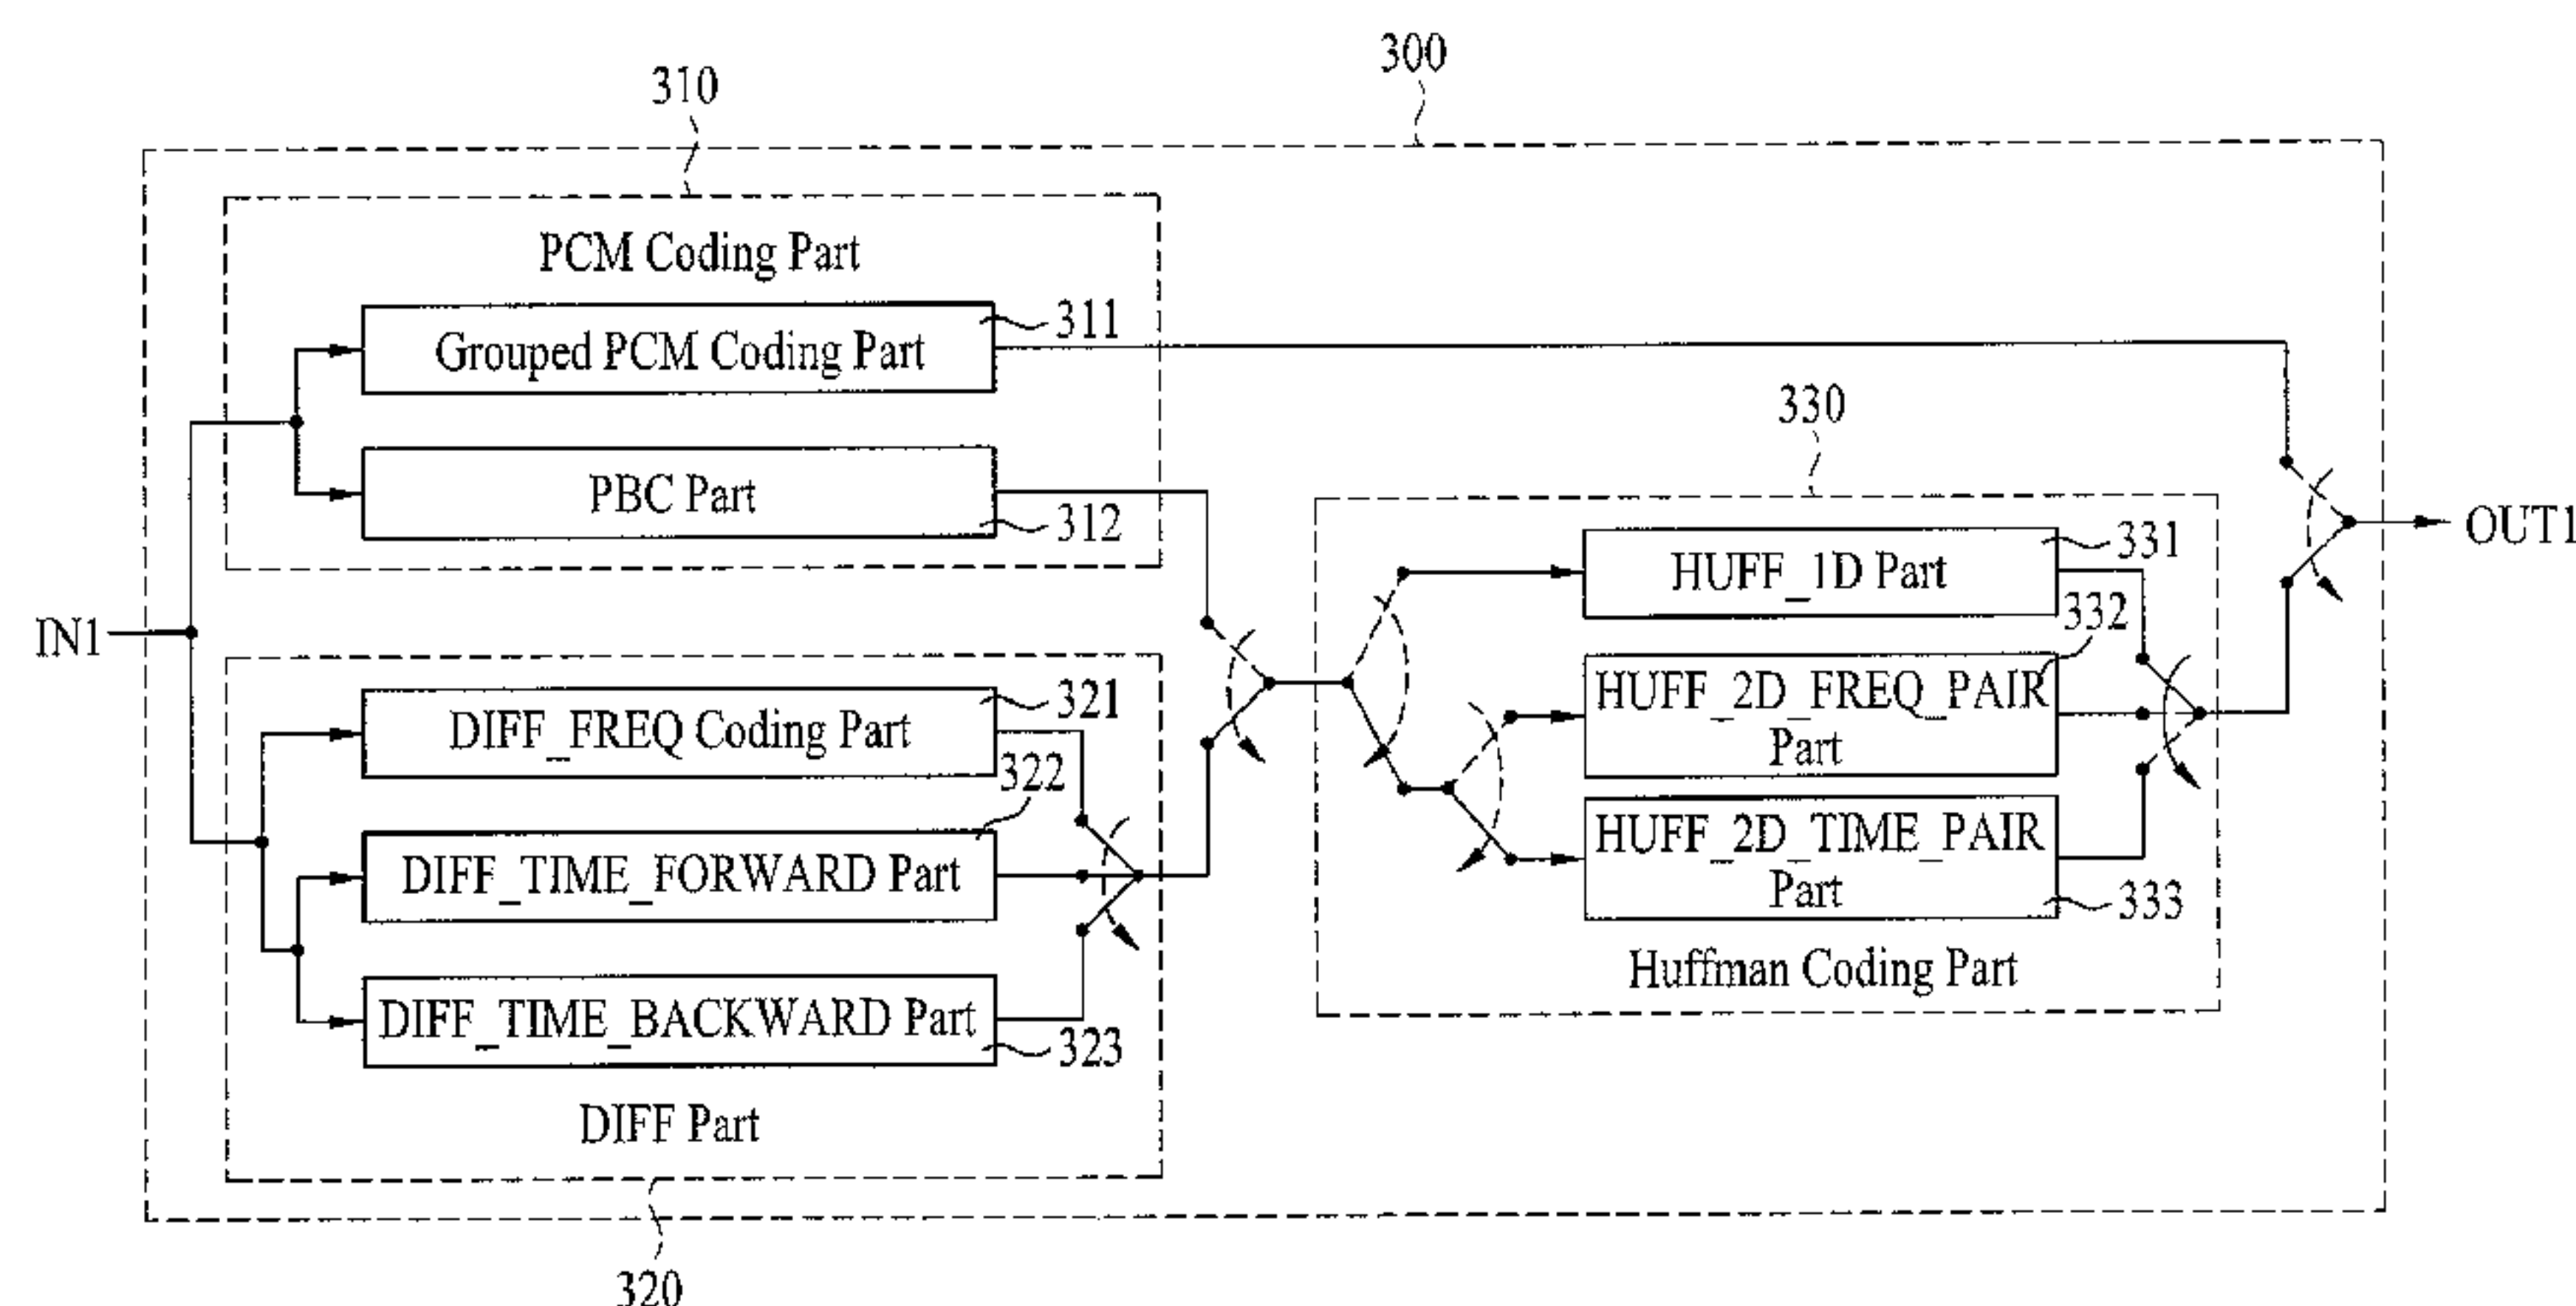 300
310
PCM Coding Part
311
Grouped PCM Coding Part
330
PBC Part
312
OUT1
331
HUFF_1D Part
332
IN1
HUFF_2D_FREQ_PAIR
Part
321
DIFF_FREQ Coding Part
322
HUFF_2D_TIME_PAIR
Part
333
DIFF_TIME_FORWARD Part
Huffman Coding Part
DIFF_TIME_BACKWARD Part
323
DIFF Part
320